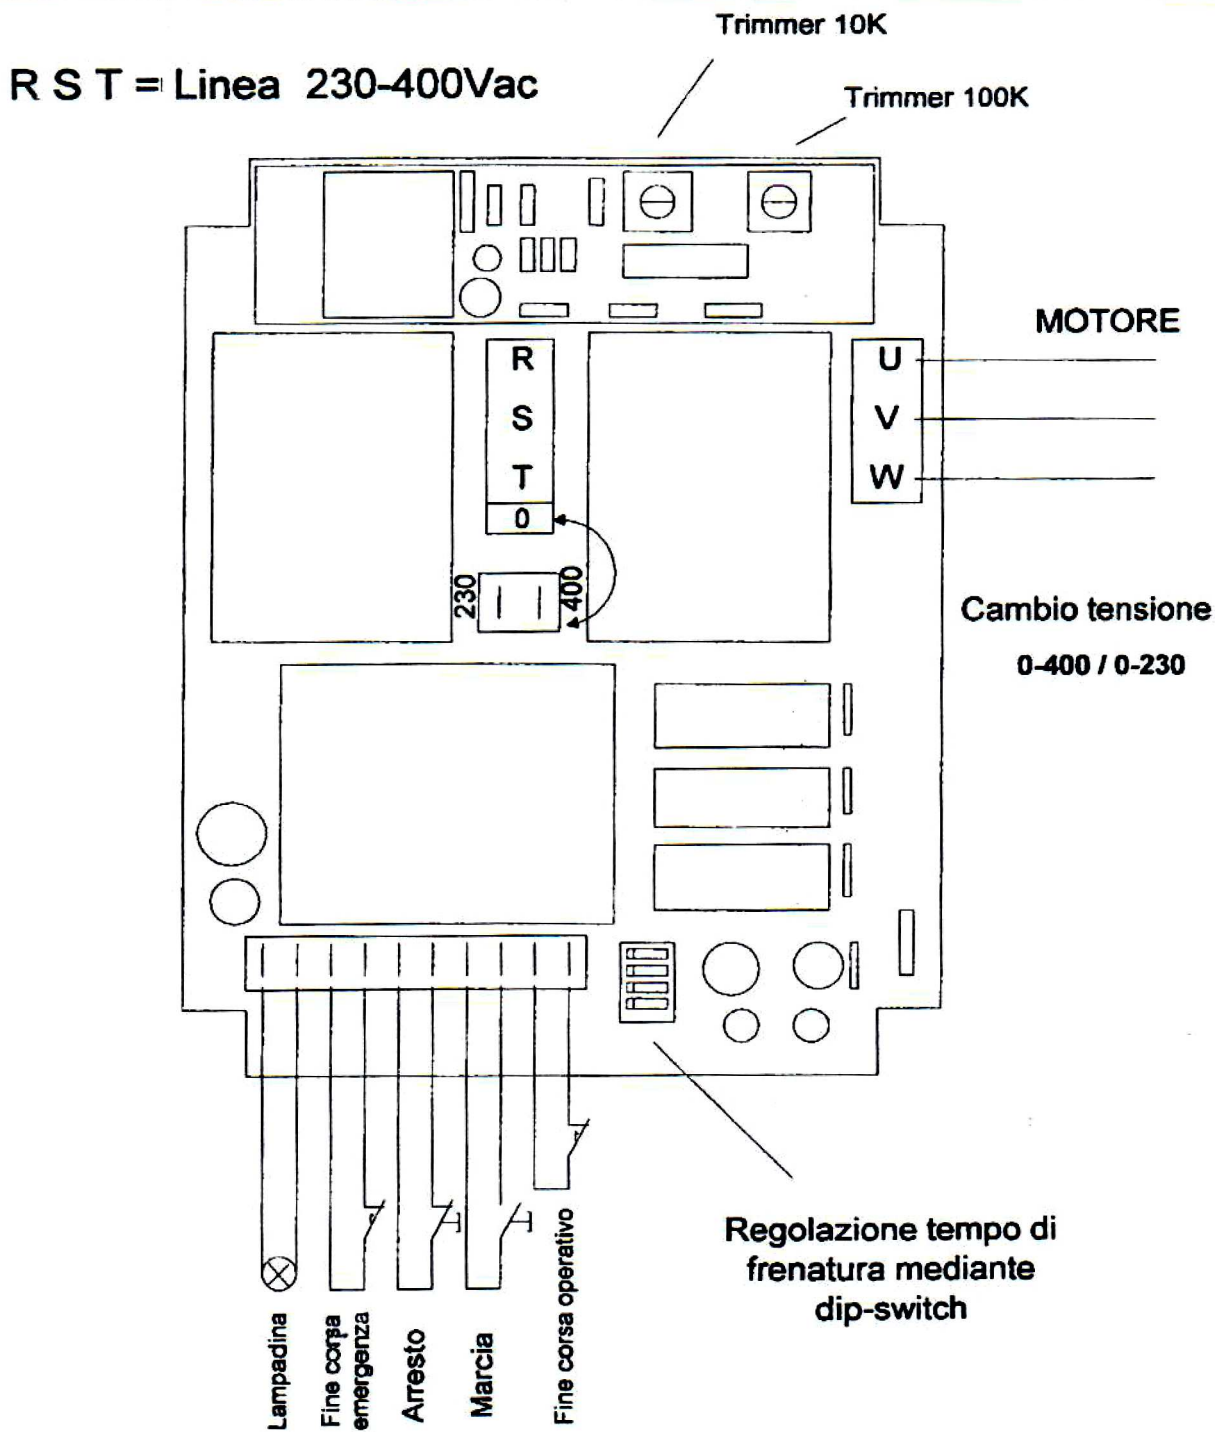 Trimmer 10K
R S T = Linea 230-400Vac
Trimmer 100K
MOTORE
R
S
T
0
U
V
W
230
400
Cambio tensione
0-400 / 0-230
Regolazione tempo di
frenatura mediante
dip-switch
Lampadina
Fine corsa
emergenza
Arresto
Marcia
Fine corsa operativo